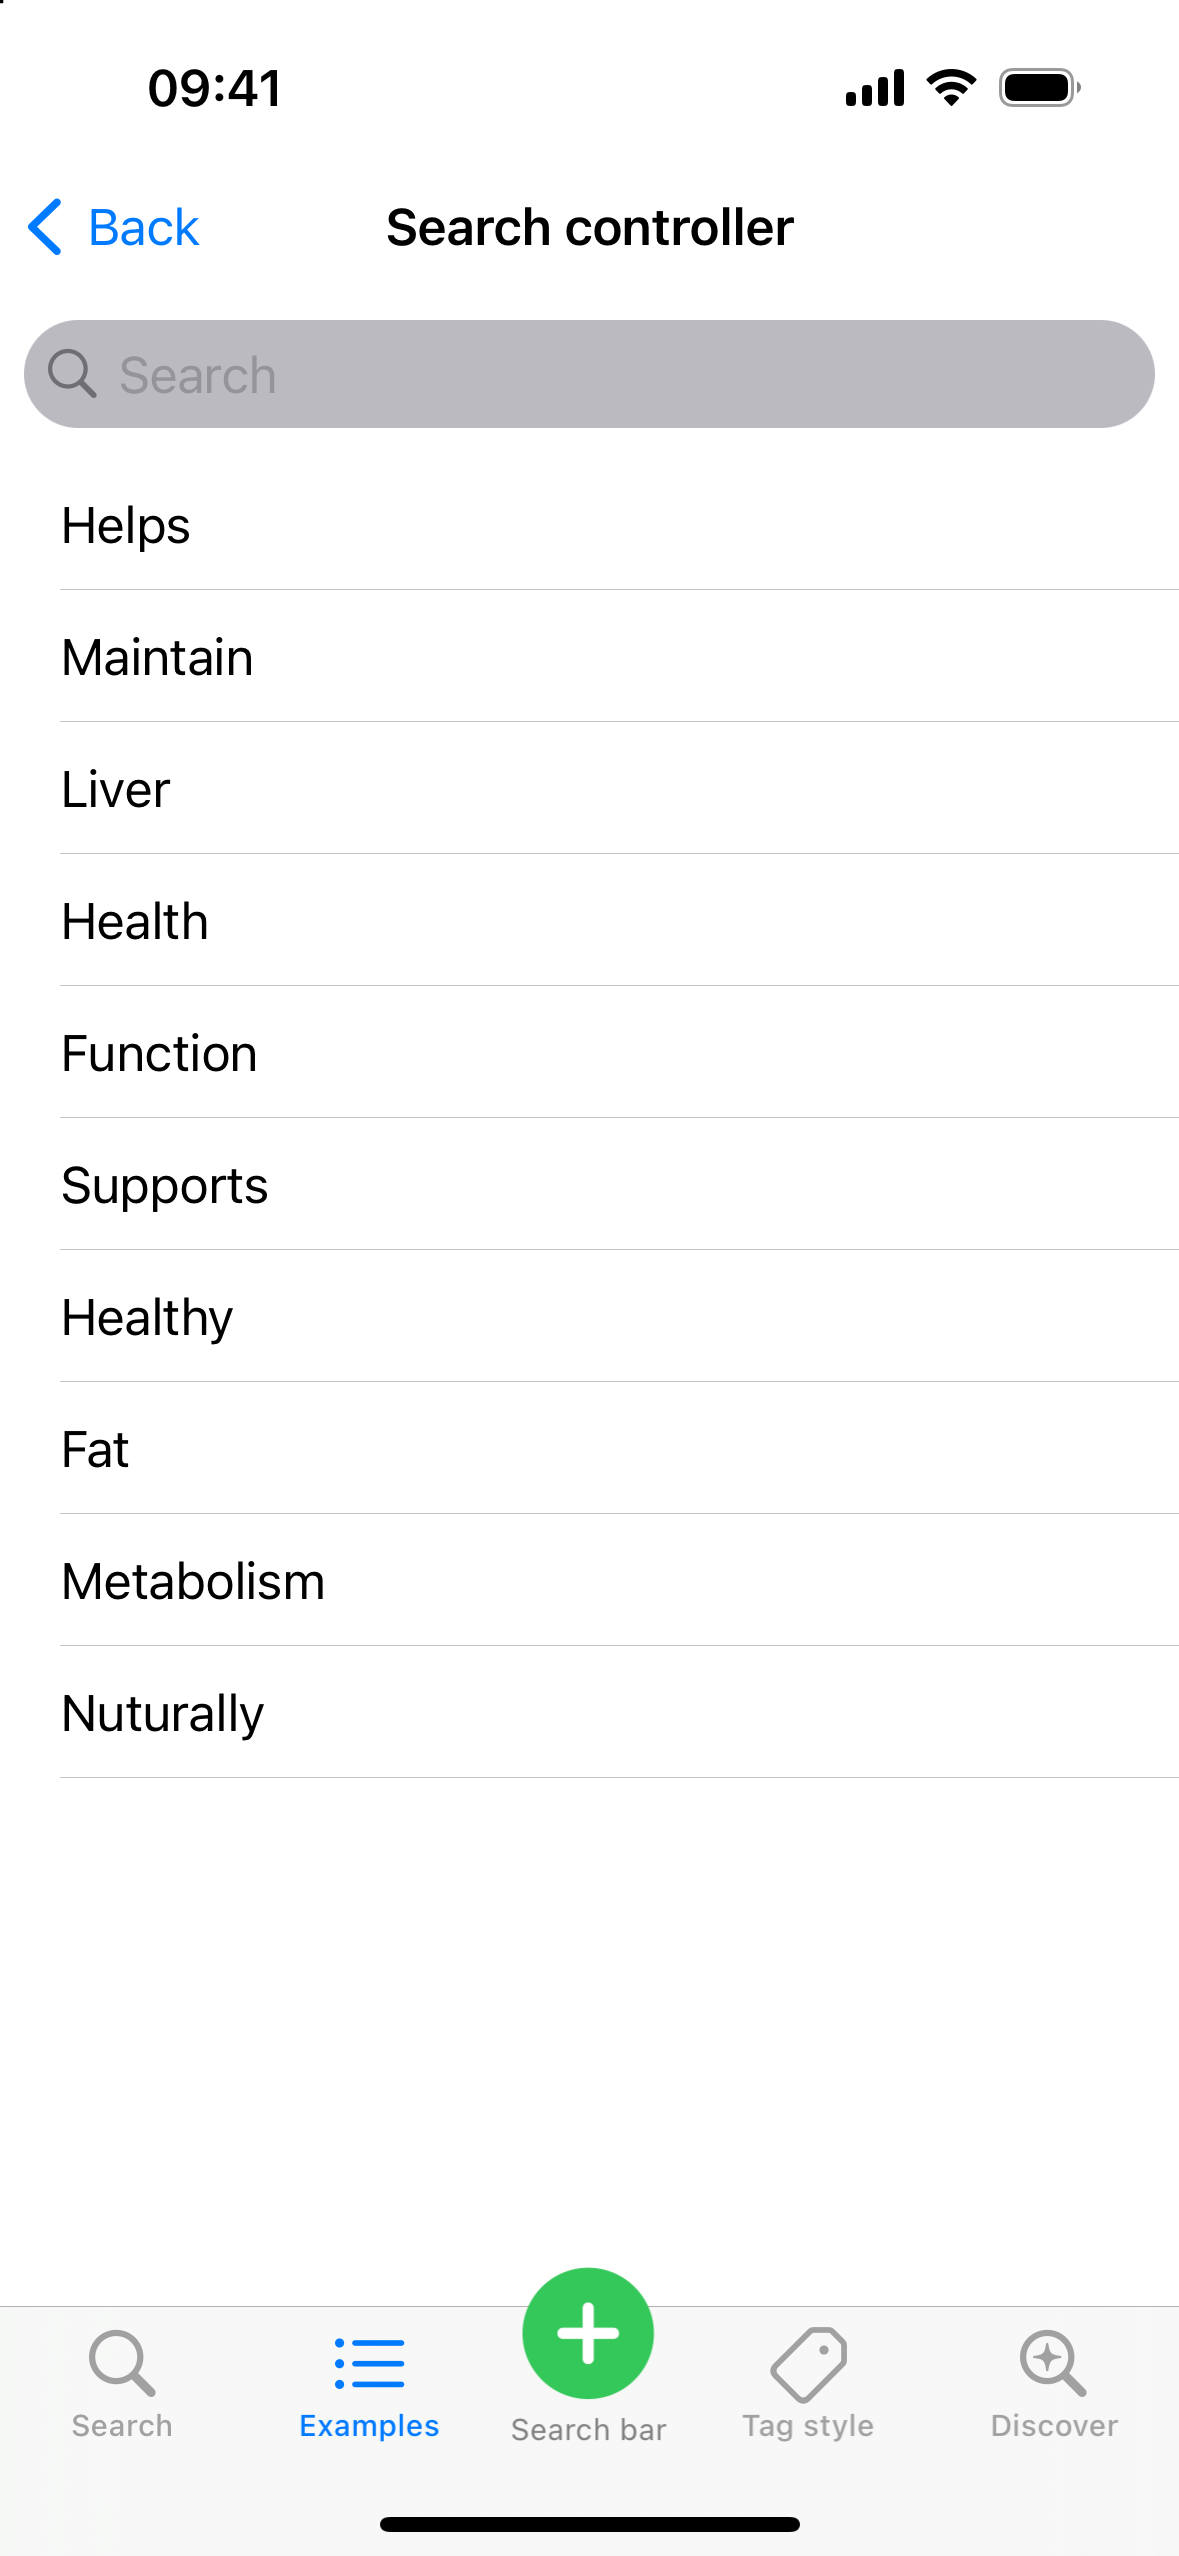 09:41
Back
Search controller
Search
Helps
Maintain
Liver
Health
Function
Supports
Healthy
Fat
Metabolism
Nuturally
Search
Examples
Search bar
Tag style
Discover